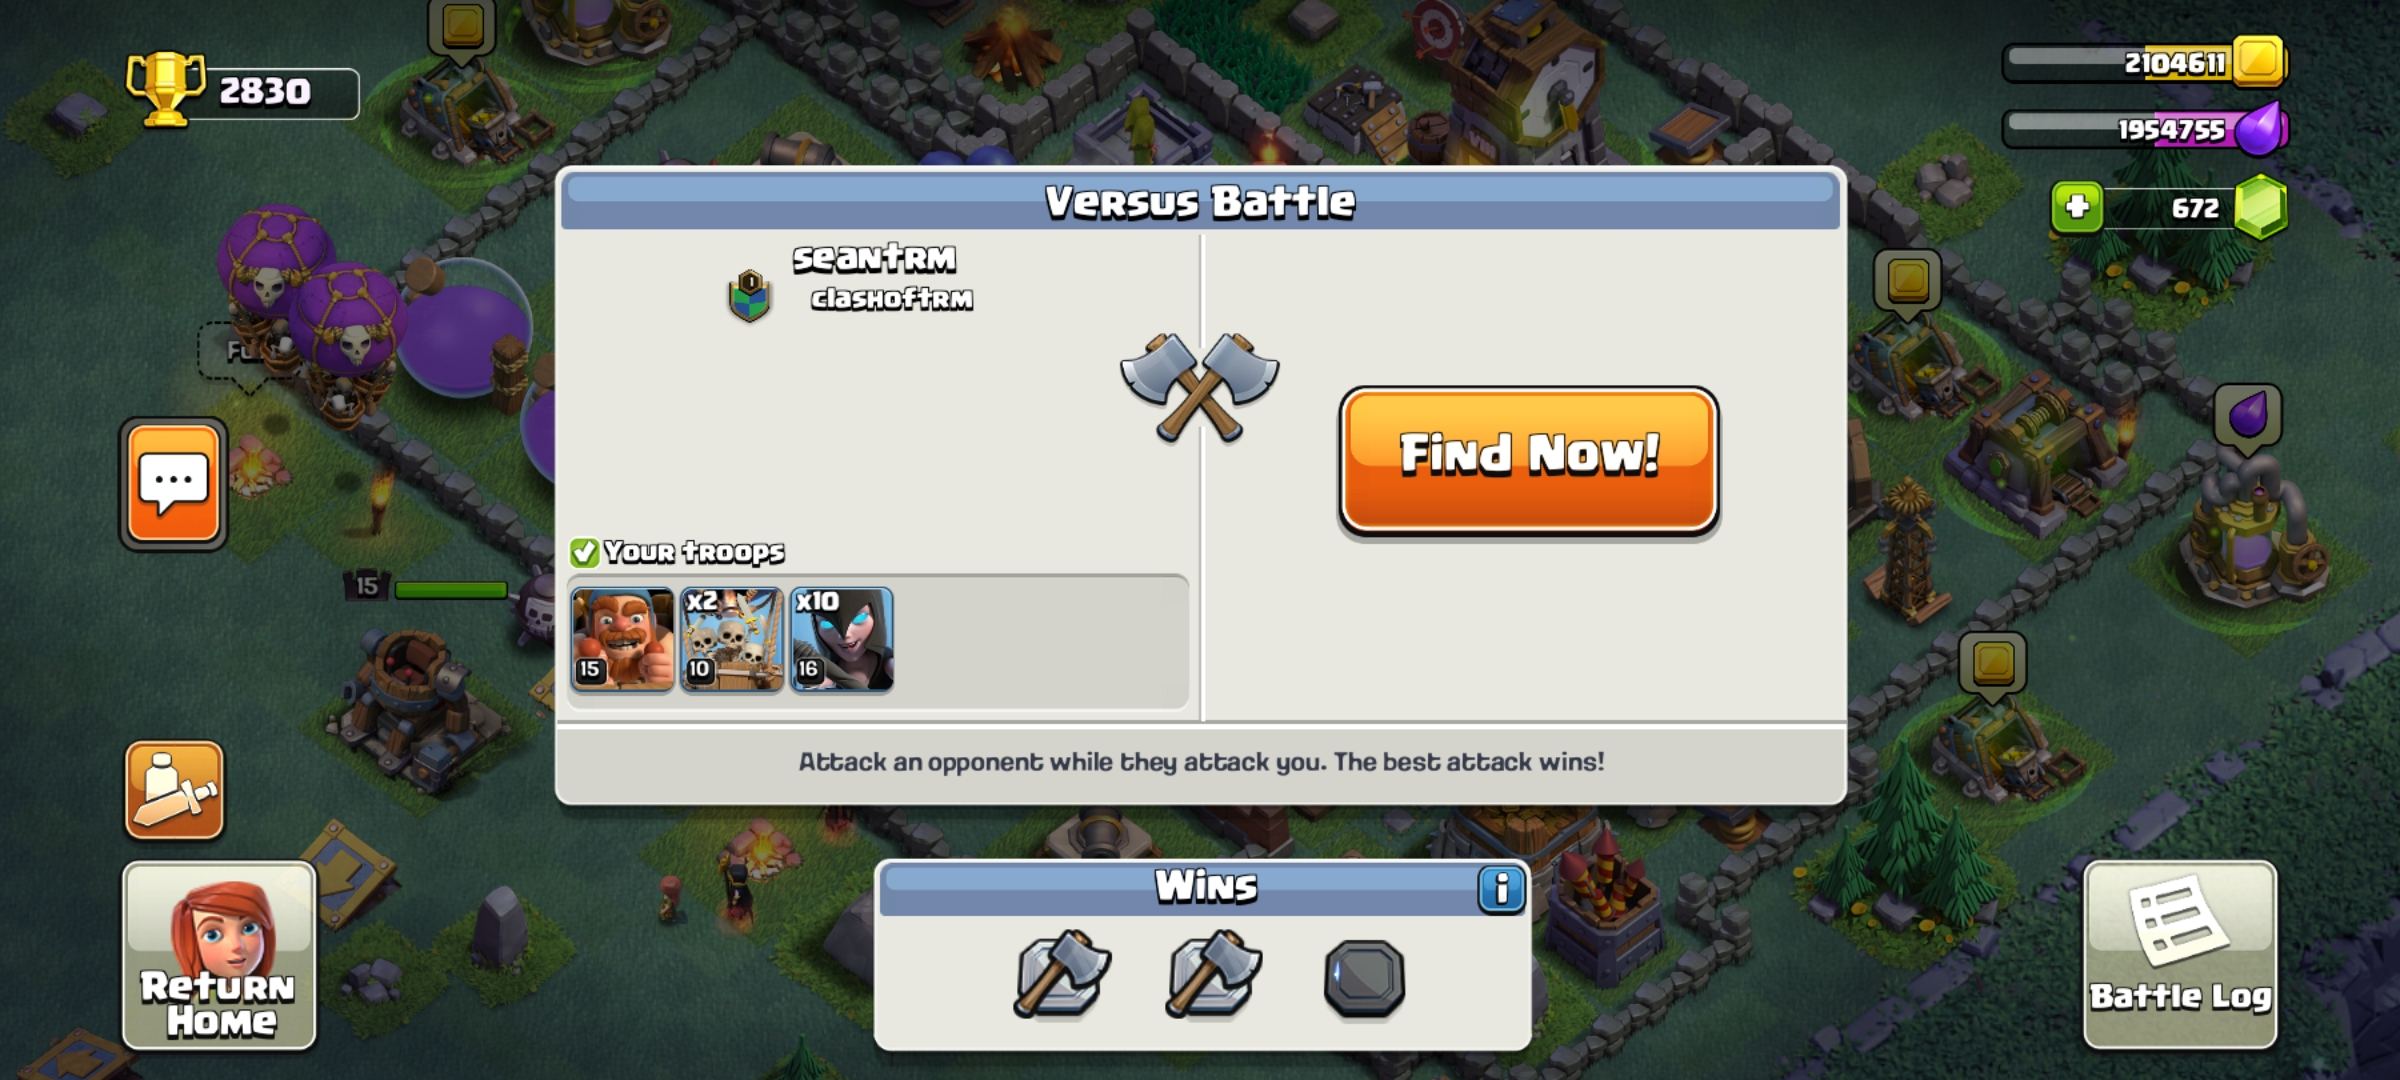 2830
2104611
1954755
672
Versus Battle
seantrm
1
clashoftrm
Find Now!
15
Your troops
x2
x10
15
10
16
Attack an opponent while they attack you. The best attack wins!
Wins
i
Return
Home
Battle Log